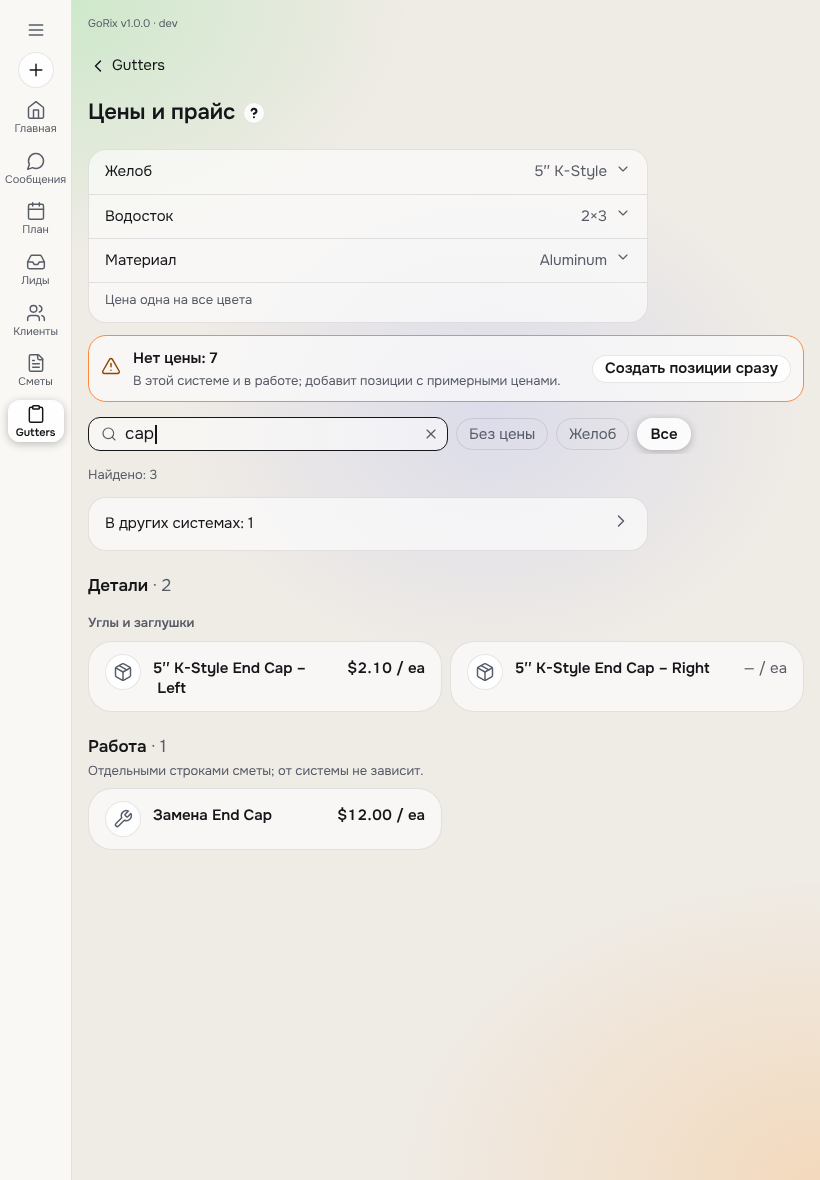 GoRix v1.0.0 · dev
Gutters
Цены и прайс ?
Главная
Сообщения
План
Лиды
Клиенты
Сметы
Gutters
Желоб 5″ K-Style
Водосток 2×3
Материал Aluminum
Цена одна на все цвета
Нет цены: 7
В этой системе и в работе; добавит позиции с примерными ценами.
Создать позиции сразу
cap
Без цены
Желоб
Все
Найдено: 3
В других системах: 1
Детали · 2
Углы и заглушки
5″ K-Style End Cap –
Left
$2.10 / ea
5″ K-Style End Cap – Right
— / ea
Работа · 1
Отдельными строками сметы; от системы не зависит.
Замена End Cap
$12.00 / ea